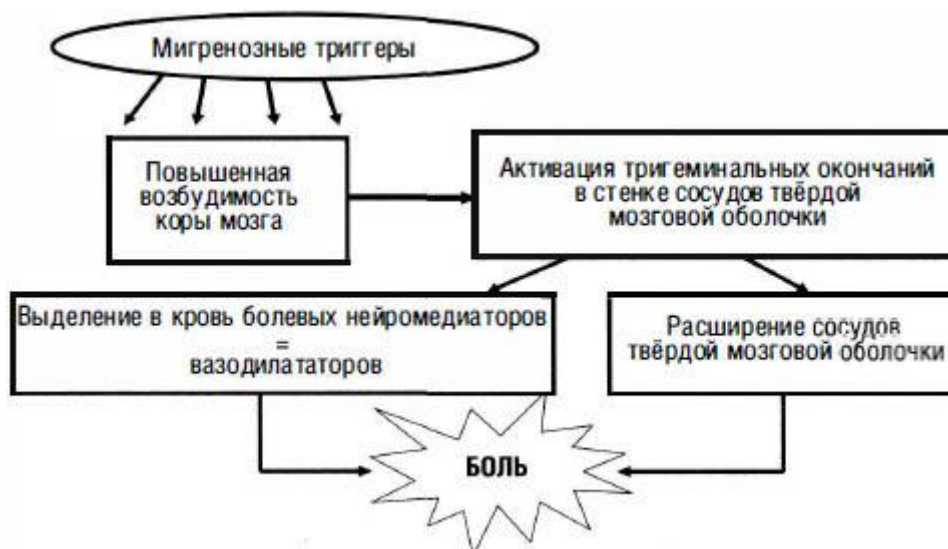 Мигренозные триггеры
Повышенная
возбудимость
коры мозга
Активация тригеминальных окончаний
в стенке сосудов твёрдой
мозговой оболочки
Выделение в кровь болевых нейромедиаторов
=
вазодилататоров
Расширение сосудов
твёрдой мозговой оболочки
БОЛЬ